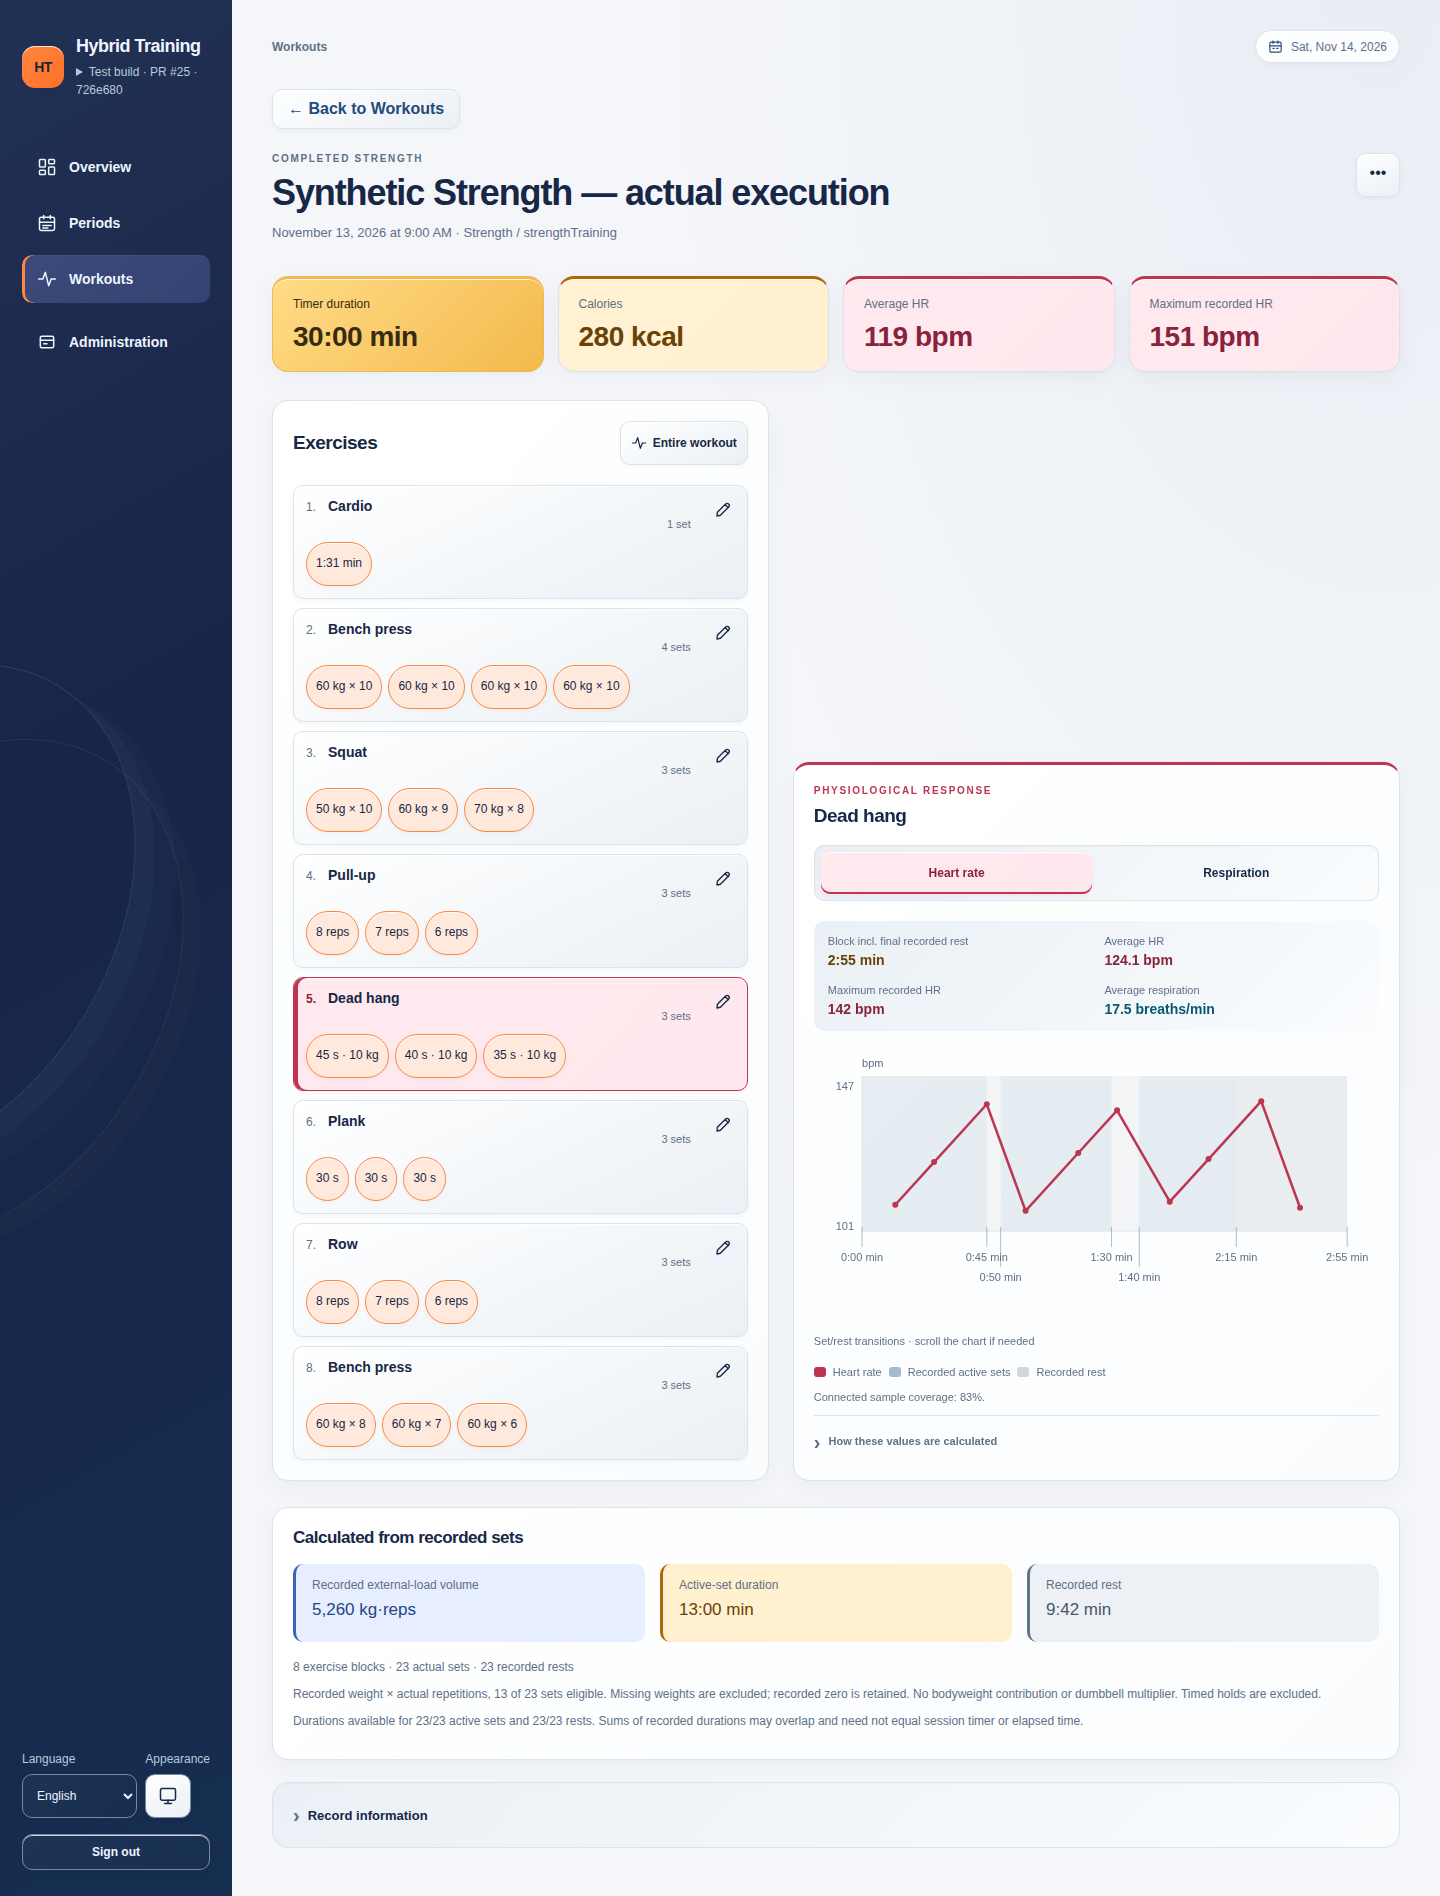 HT
Hybrid Training
Test build · PR #25 ·
726e680
Overview
Periods
Workouts
Administration
Language
Appearance
English
Sign out
Workouts
Sat, Nov 14, 2026
← Back to Workouts
COMPLETED STRENGTH
Synthetic Strength — actual execution
•••
November 13, 2026 at 9:00 AM · Strength / strengthTraining
Timer duration
30:00 min
Calories
280 kcal
Average HR
119 bpm
Maximum recorded HR
151 bpm
Exercises
Entire workout
1. Cardio
1 set
1:31 min
2. Bench press
4 sets
60 kg × 10 60 kg × 10 60 kg × 10 60 kg × 10
3. Squat
3 sets
50 kg × 10 60 kg × 9 70 kg × 8
4. Pull-up
3 sets
8 reps 7 reps 6 reps
5. Dead hang
3 sets
45 s · 10 kg 40 s · 10 kg 35 s · 10 kg
6. Plank
3 sets
30 s 30 s 30 s
7. Row
3 sets
8 reps 7 reps 6 reps
8. Bench press
3 sets
60 kg × 8 60 kg × 7 60 kg × 6
PHYSIOLOGICAL RESPONSE
Dead hang
Heart rate Respiration
Block incl. final recorded rest
2:55 min
Average HR
124.1 bpm
Maximum recorded HR
142 bpm
Average respiration
17.5 breaths/min
bpm
147
101
0:00 min 0:45 min 1:30 min 2:15 min 2:55 min
0:50 min 1:40 min
Set/rest transitions · scroll the chart if needed
Heart rate Recorded active sets Recorded rest
Connected sample coverage: 83%.
› How these values are calculated
Calculated from recorded sets
Recorded external-load volume
5,260 kg·reps
Active-set duration
13:00 min
Recorded rest
9:42 min
8 exercise blocks · 23 actual sets · 23 recorded rests
Recorded weight × actual repetitions, 13 of 23 sets eligible. Missing weights are excluded; recorded zero is retained. No bodyweight contribution or dumbbell multiplier. Timed holds are excluded.
Durations available for 23/23 active sets and 23/23 rests. Sums of recorded durations may overlap and need not equal session timer or elapsed time.
› Record information